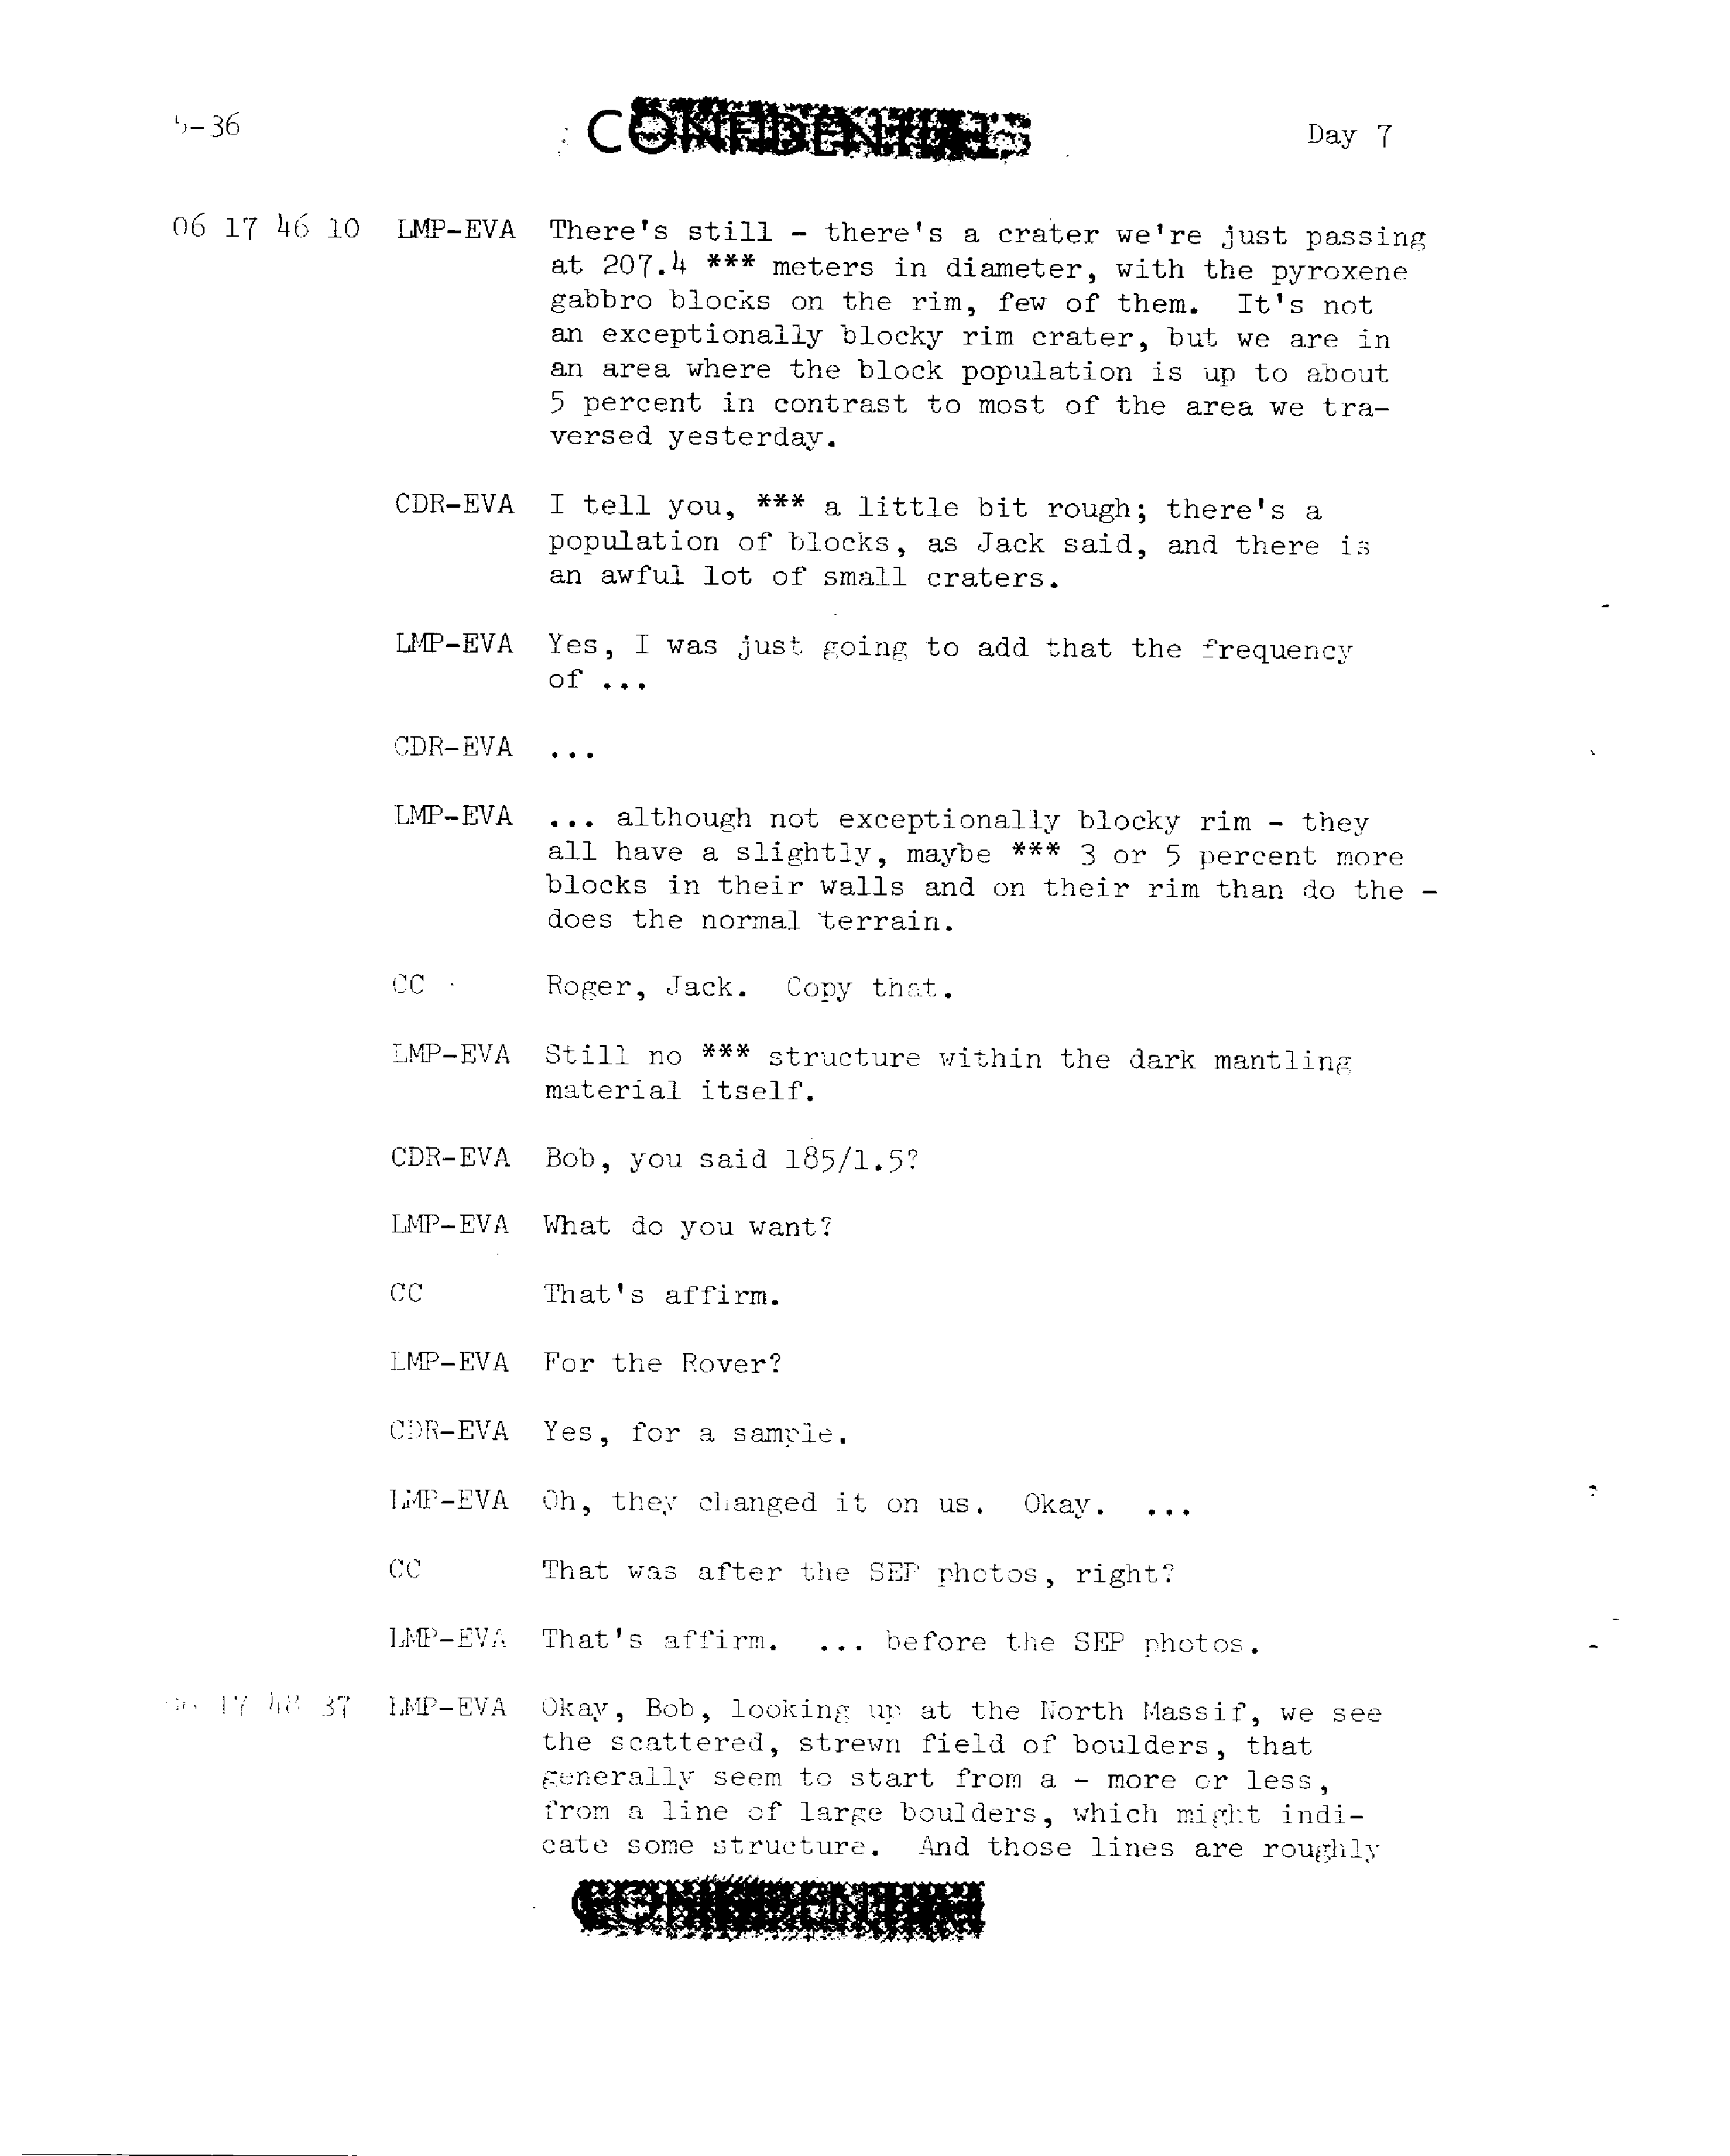 -36
CONFIDENTIAL
Day 7
06 17 46 10 LMP-EVA There's still - there's a crater we're just passing
at 207.4 *** meters in diameter, with the pyroxene
gabbro blocks on the rim, few of them. It's not
an exceptionally blocky rim crater, but we are in
an area where the block population is up to about
5 percent in contrast to most of the area we tra-
versed yesterday.
CDR-EVA I tell you, *** a little bit rough; there's a
population of blocks, as Jack said, and there is
an awful lot of small craters.
LMP-EVA Yes, I was just going to add that the frequency
of ...
CDR-EVA ...
LMP-EVA ... although not exceptionally blocky rim - they
all have a slightly, maybe *** 3 or 5 percent more
blocks in their walls and on their rim than do the -
does the normal terrain.
CC Roger, Jack. Copy that.
LMP-EVA Still no *** structure within the dark mantling
material itself.
CDR-EVA Bob, you said 185/1.5?
LMP-EVA What do you want?
CC That's affirm.
LMP-EVA For the Rover?
CDR-EVA Yes, for a sample.
LMP-EVA Oh, they changed it on us. Okay. ...
CC That was after the SEP photos, right?
LMP-EVA That's affirm. ... before the SEP photos.
17 48 37 LMP-EVA Okay, Bob, looking up at the North Massif, we see
the scattered, strewn field of boulders, that
generally seem to start from a - more or less,
from a line of large boulders, which might indi-
cate some structure. And those lines are roughly
CONFIDENTIAL